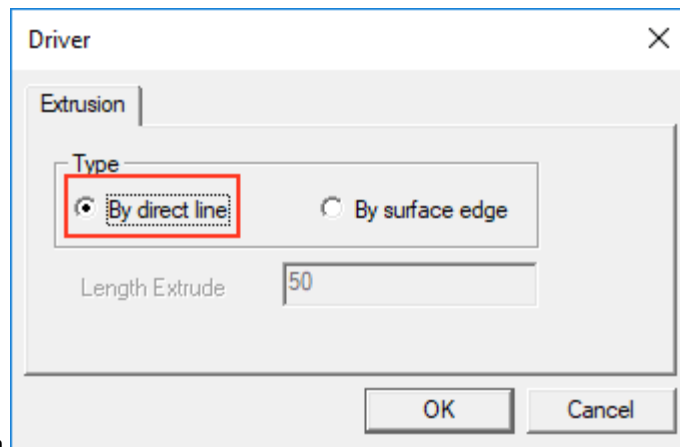 Driver
Extrusion
Type
By direct line
By surface edge
Length Extrude
50
OK
Cancel